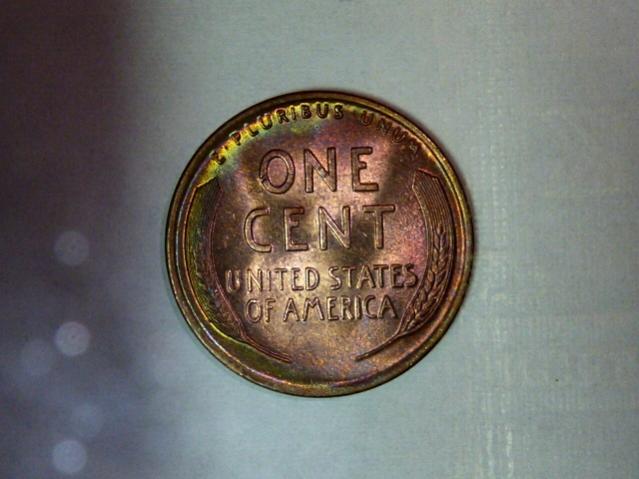 E·PLURIBUS UNUM
ONE
CENT
UNITED STATES
OF AMERICA